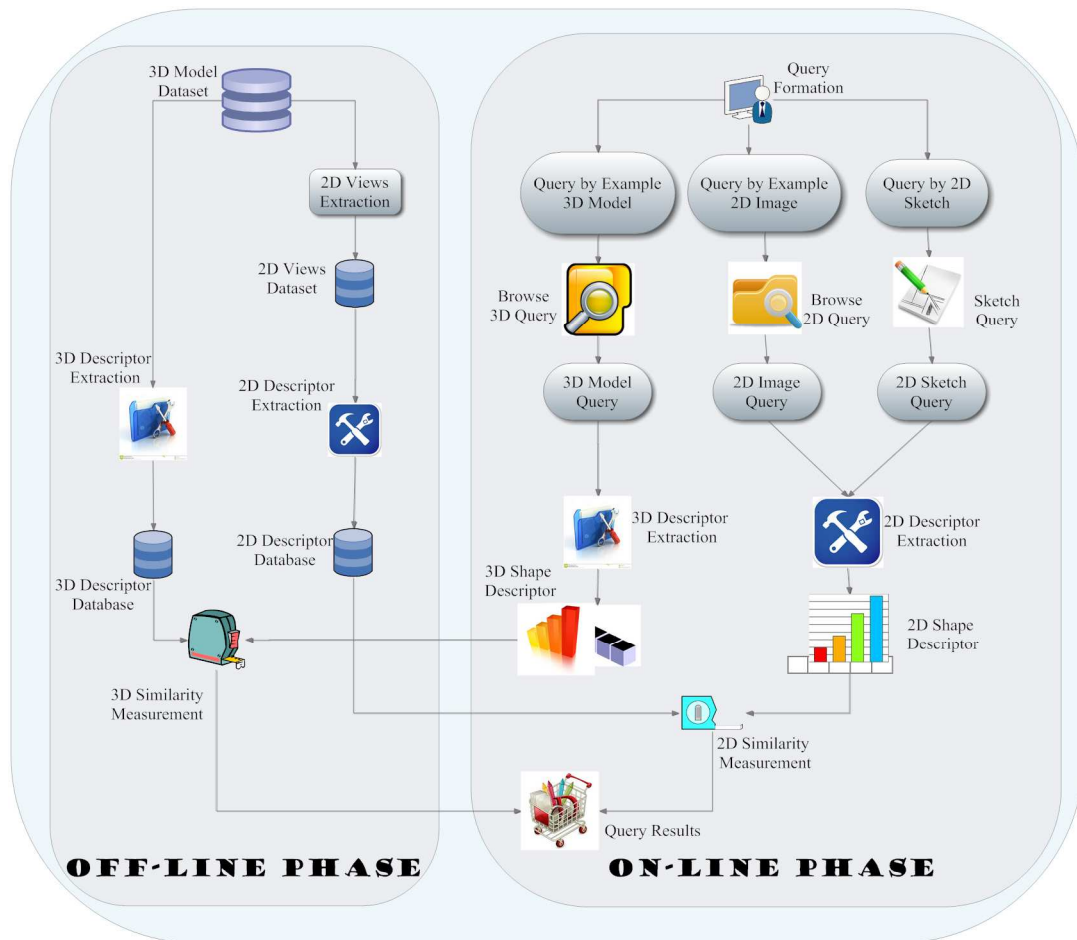 3D Model
Dataset
2D Views
Extraction
2D Views
Dataset
3D Descriptor
Extraction
2D Descriptor
Extraction
2D Descriptor
Database
3D Descriptor
Database
3D Similarity
Measurement
OFF-LINE PHASE
Query
Formation
Query by Example
3D Model
Query by Example
2D Image
Query by 2D
Sketch
Browse
3D Query
Browse
2D Query
Sketch
Query
3D Model
Query
2D Image
Query
2D Sketch
Query
3D Descriptor
Extraction
2D Descriptor
Extraction
3D Shape
Descriptor
2D Shape
Descriptor
2D Similarity
Measurement
Query Results
ON-LINE PHASE